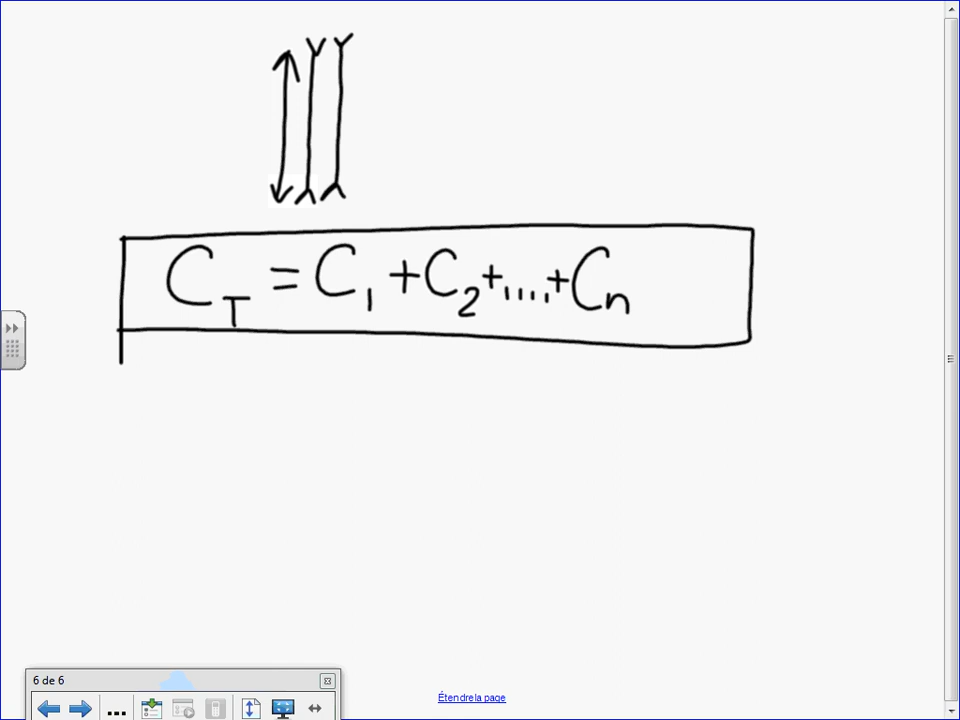 C_T = C_1 + C_2 + .... + C_n
6 de 6
...
Étendre la page